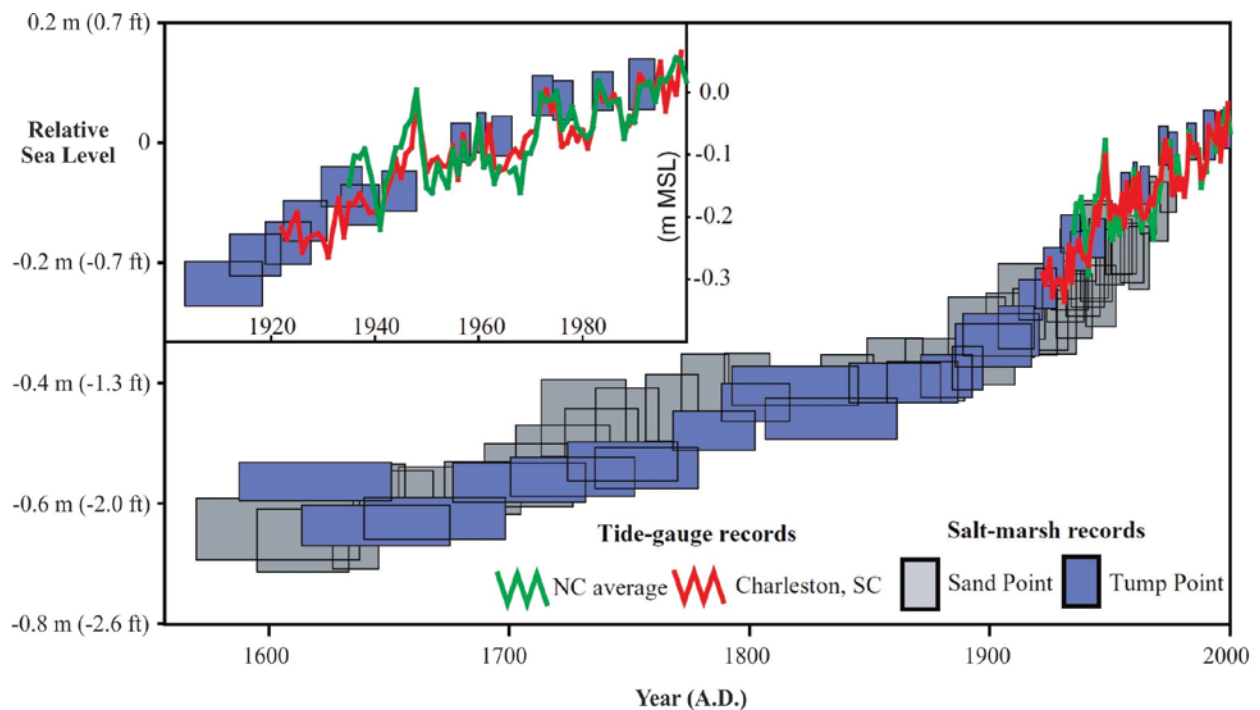 0.2 m (0.7 ft)
Relative
Sea Level
0
-0.2 m (-0.7 ft)
-0.4 m (-1.3 ft)
-0.6 m (-2.0 ft)
-0.8 m (-2.6 ft)
0.0
-0.1
-0.2
-0.3
(m MSL)
1920 1940 1960 1980
Tide-gauge records
NC average Charleston, SC
Salt-marsh records
Sand Point Tump Point
1600 1700 1800 1900 2000
Year (A.D.)